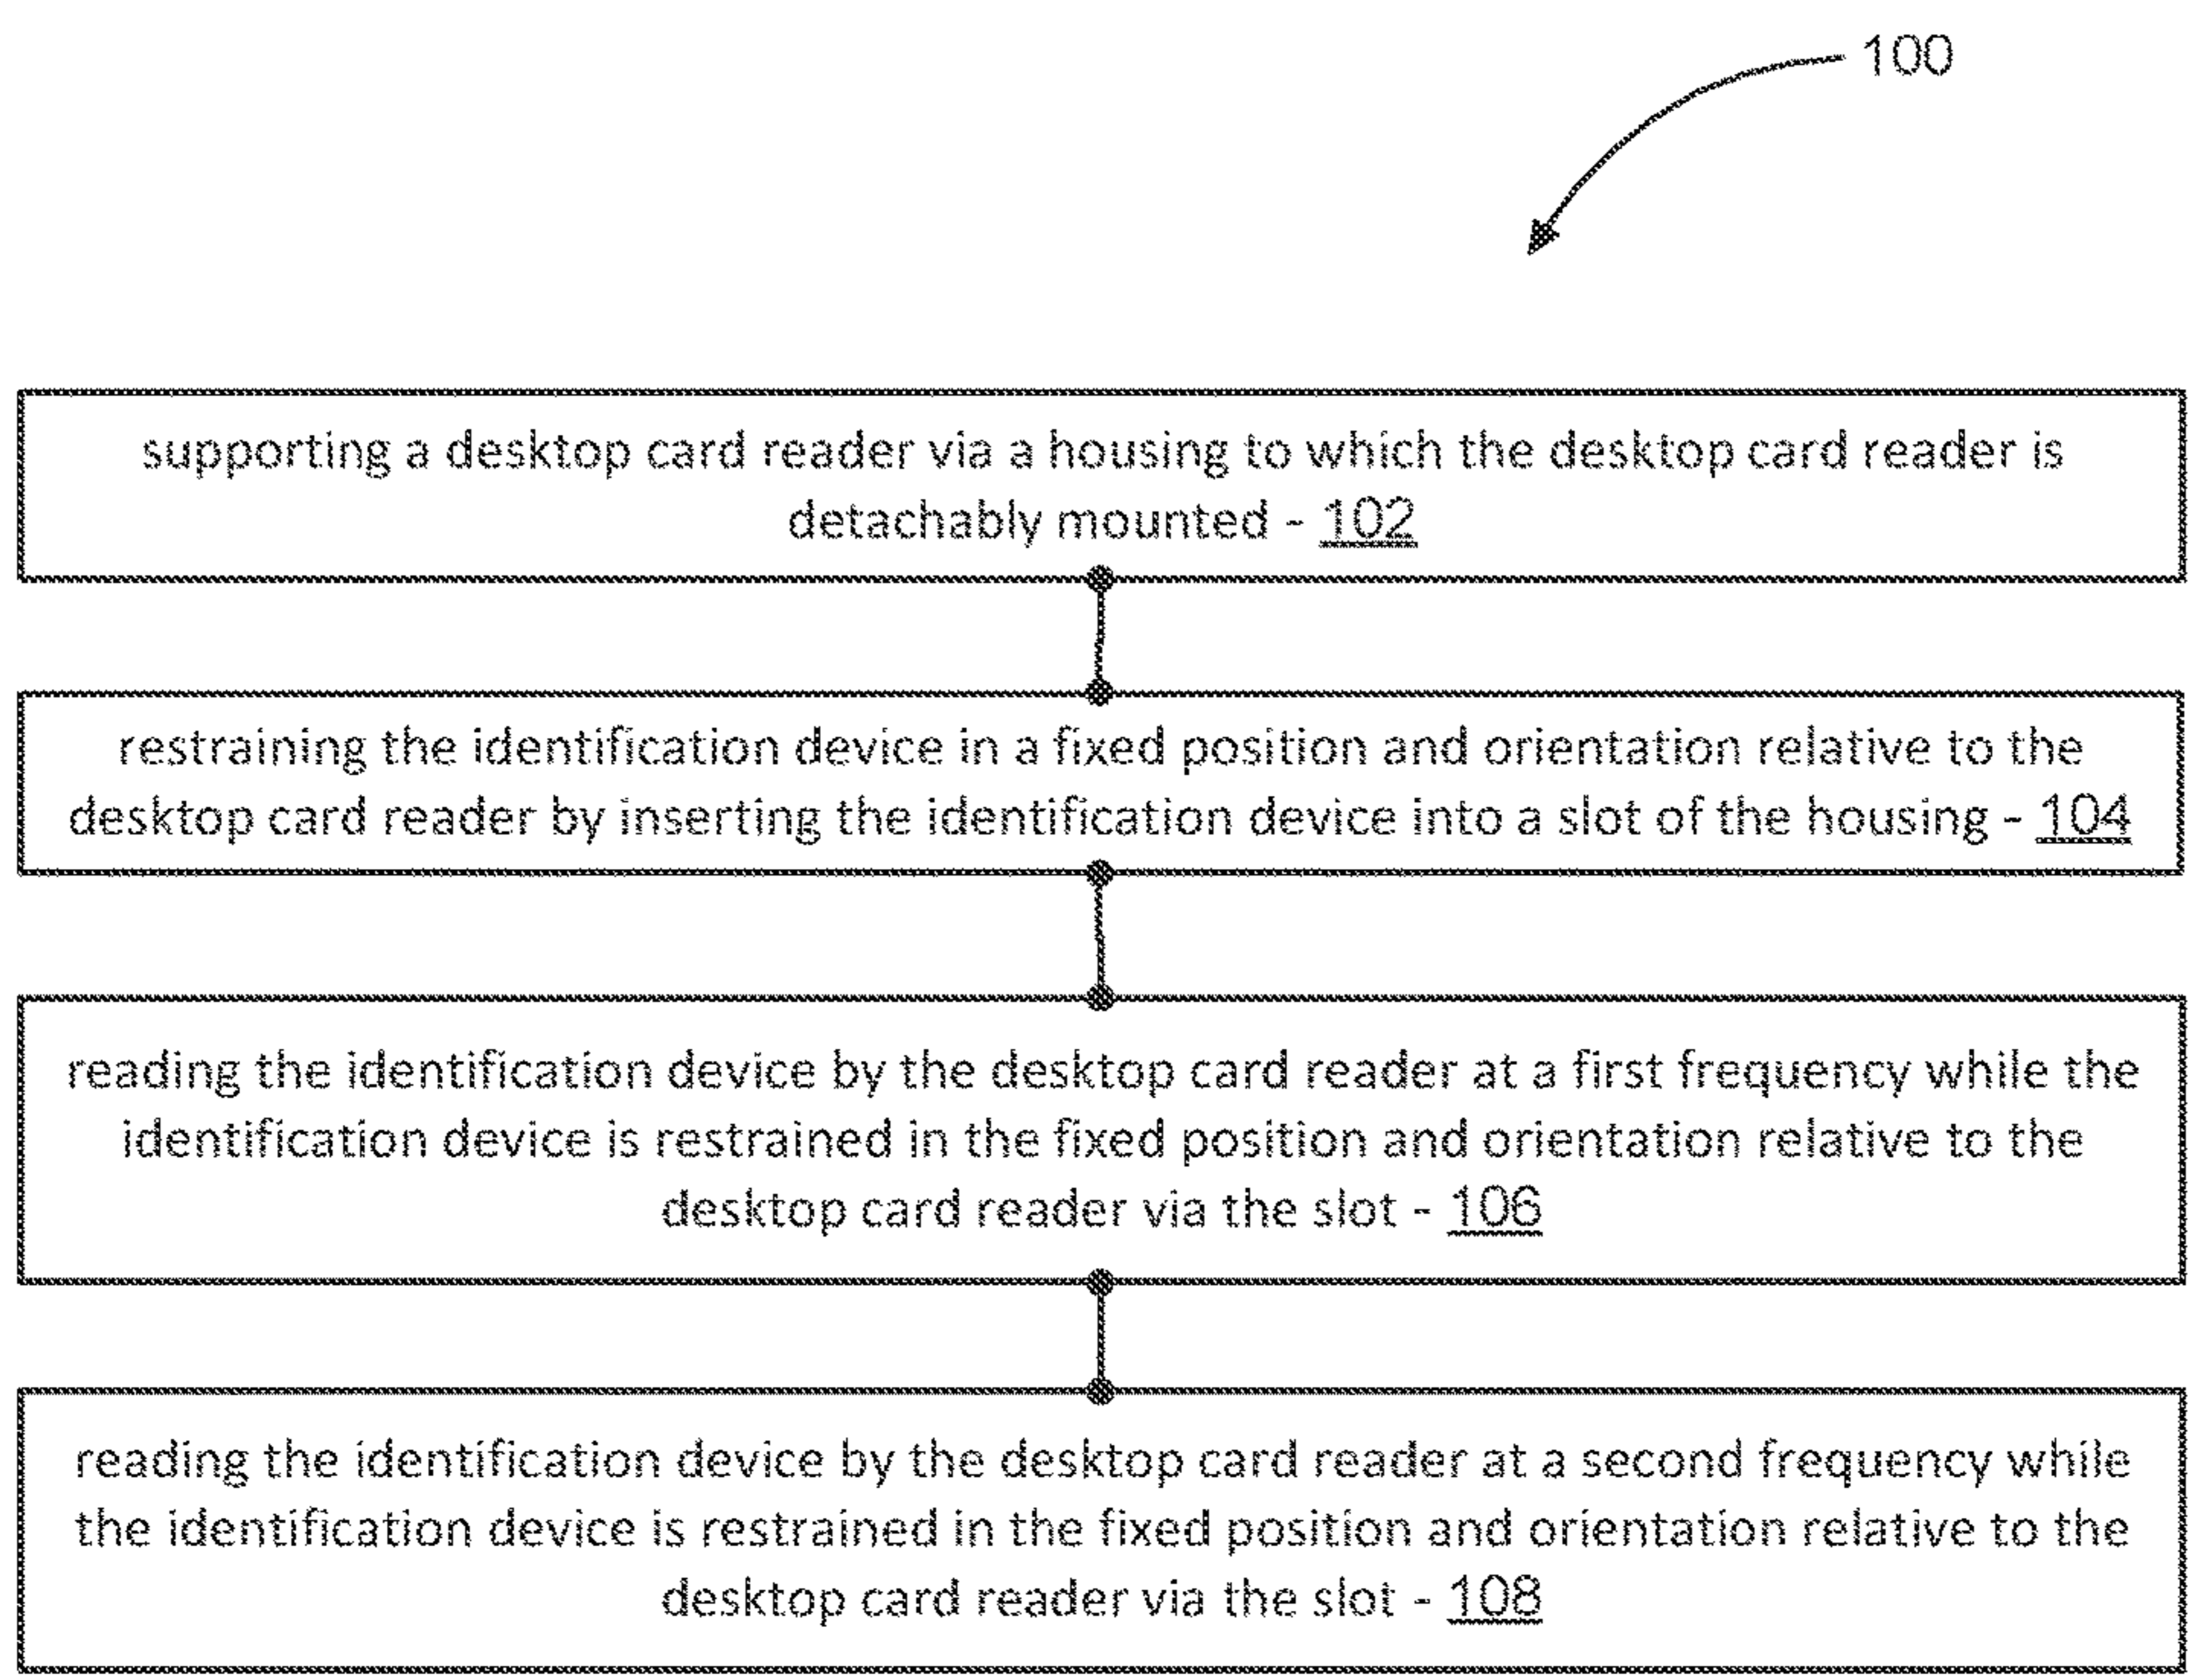 100
supporting a desktop card reader via a housing to which the desktop card reader is
detachably mounted - 102
restraining the identification device in a fixed position and orientation relative to the
desktop card reader by inserting the identification device into a slot of the housing - 104
reading the identification device by the desktop card reader at a first frequency while the
identification device is restrained in the fixed position and orientation relative to the
desktop card reader via the slot - 106
reading the identification device by the desktop card reader at a second frequency while
the identification device is restrained in the fixed position and orientation relative to the
desktop card reader via the slot - 108